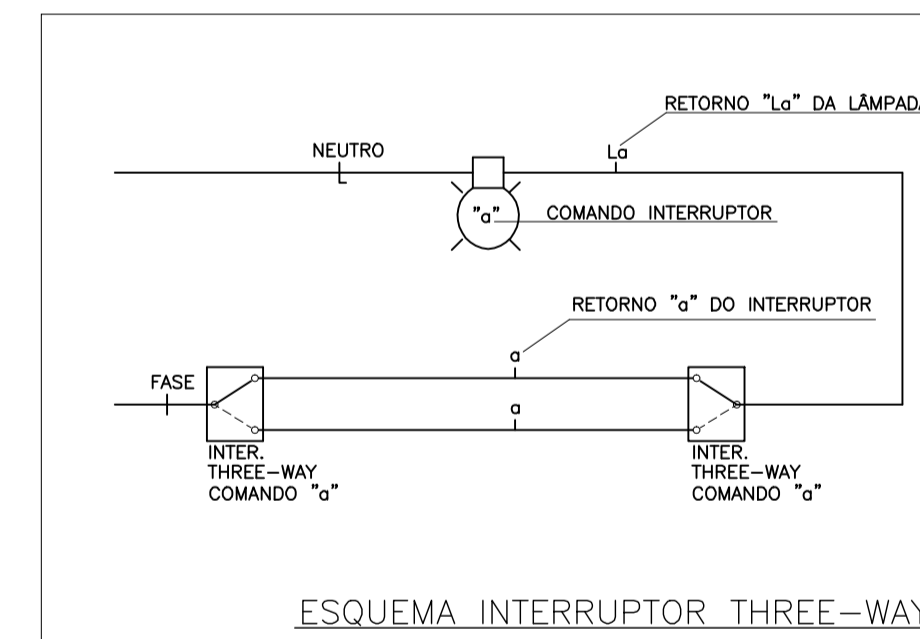 RETORNO "La" DA LÂMPADA
NEUTRO
La
"a"
COMANDO INTERRUPTOR
RETORNO "a" DO INTERRUPTOR
a
FASE
a
INTER.
THREE-WAY
COMANDO "a"
INTER.
THREE-WAY
COMANDO "a"
ESQUEMA INTERRUPTOR THREE-WAY